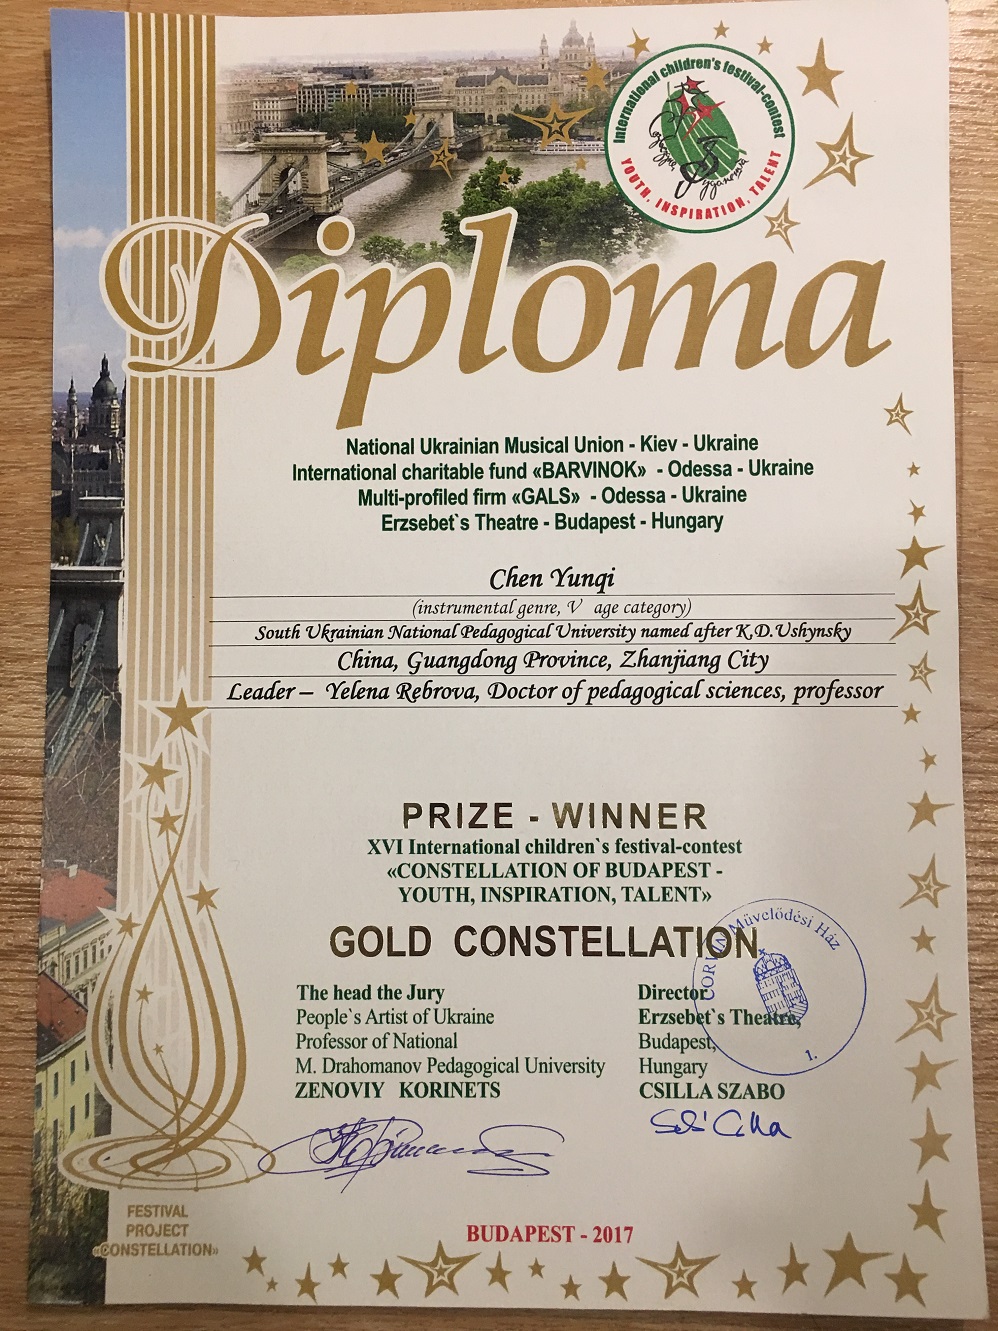 International children's festival-contest
YOUTH, INSPIRATION, TALENT
Diploma
National Ukrainian Musical Union - Kiev - Ukraine
International charitable fund «BARVINOK» - Odessa - Ukraine
Multi-profiled firm «GALS» - Odessa - Ukraine
Erzsebet`s Theatre - Budapest - Hungary
Chen Yunqi
(instrumental genre, V age category)
South Ukrainian National Pedagogical University named after K.D.Ushynsky
China, Guangdong Province, Zhanjiang City
Leader – Yelena Rebrova, Doctor of pedagogical sciences, professor
PRIZE - WINNER
XVI International children`s festival-contest
«CONSTELLATION OF BUDAPEST -
YOUTH, INSPIRATION, TALENT»
GOLD CONSTELLATION
The head the Jury
People`s Artist of Ukraine
Professor of National
M. Drahomanov Pedagogical University
ZENOVIY KORINETS
Director
Erzsebet`s Theatre,
Budapest,
Hungary
CSILLA SZABO
CORVIN Művelődési Ház
1.
FESTIVAL
PROJECT
«CONSTELLATION»
BUDAPEST - 2017